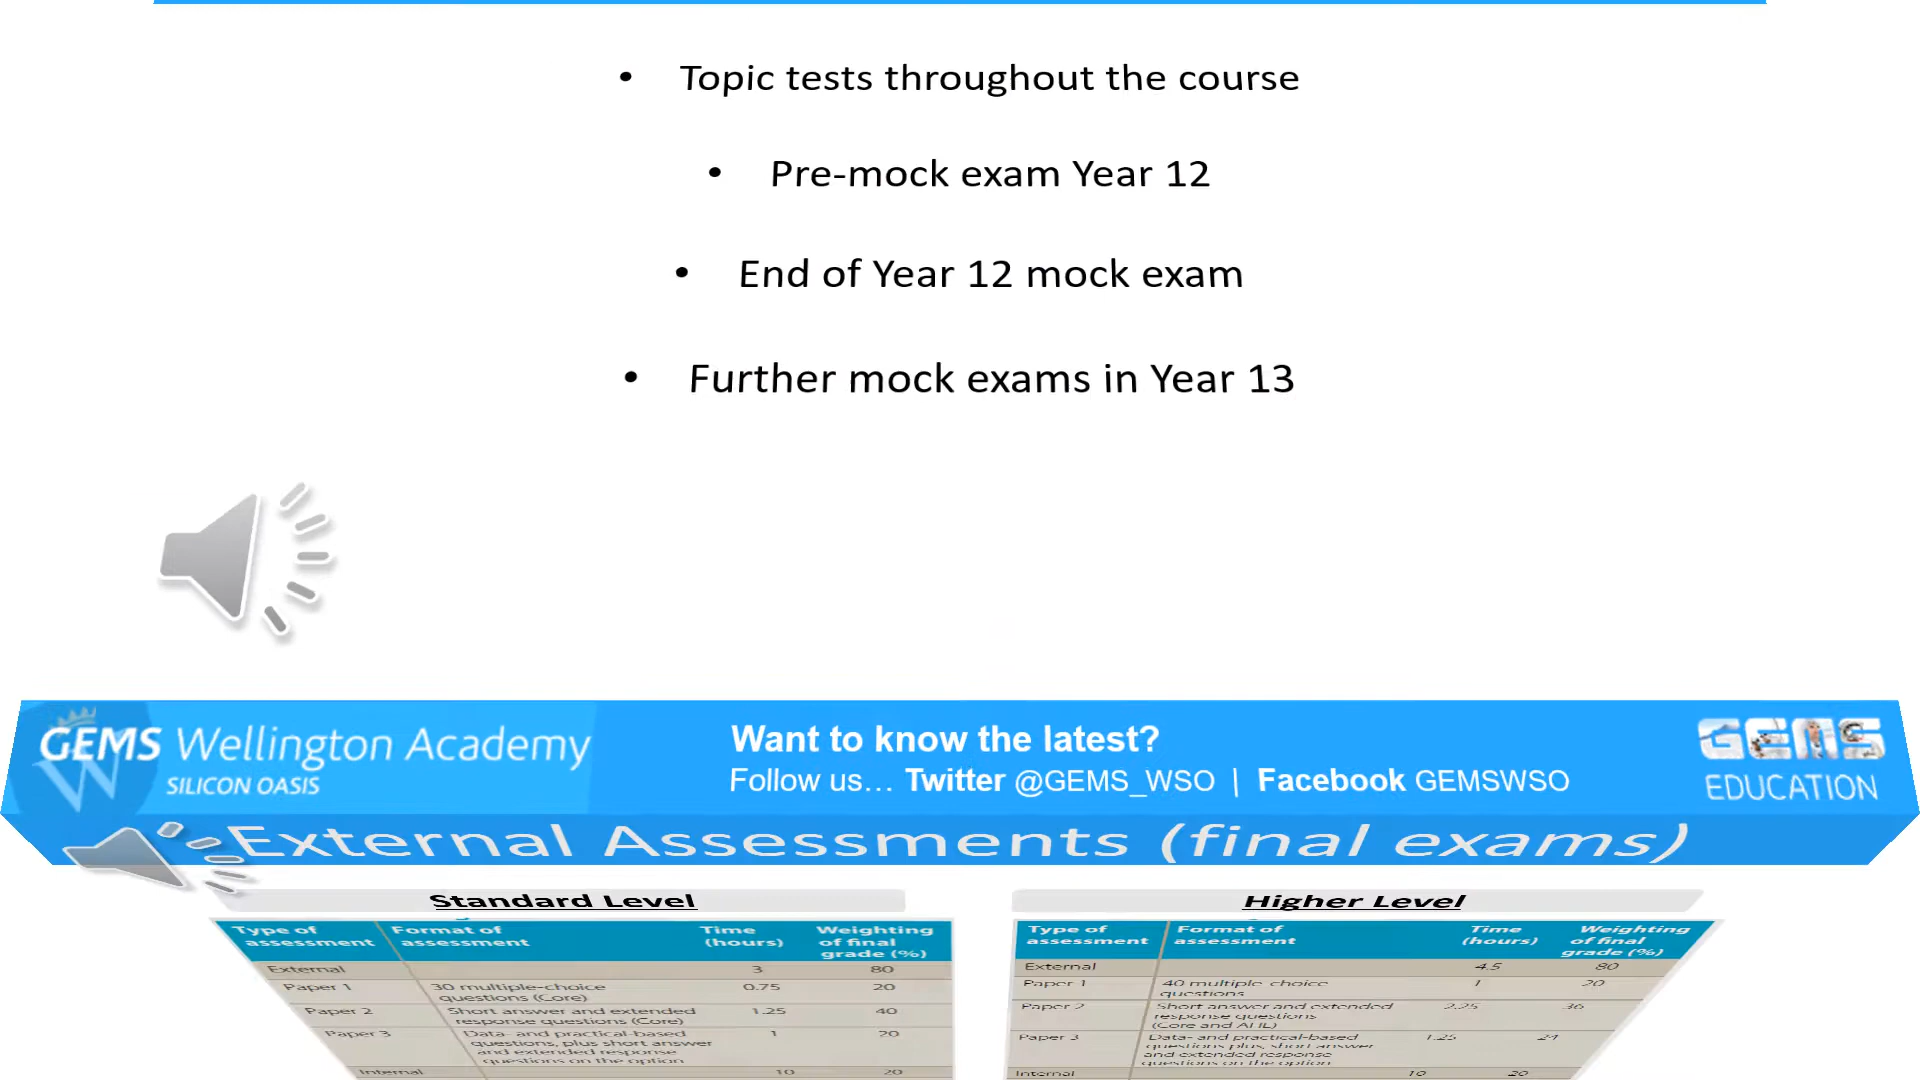 • Topic tests throughout the course
• Pre-mock exam Year 12
• End of Year 12 mock exam
• Further mock exams in Year 13
GEMS Wellington Academy
SILICON OASIS
Want to know the latest?
Follow us... Twitter @GEMS_WSO | Facebook GEMSWSO
GEMS
EDUCATION
External Assessments (final exams)
Standard Level
Type of assessment Format of assessment Time (hours) Weighting of final grade (%)
External 3 80
Paper 1 30 multiple-choice questions (Core) 0.75 20
Paper 2 Short answer and extended response questions (Core) 1.25 40
Paper 3 Data- and practical-based questions, plus short answer and extended response questions on the option 1 20
Internal 10 20
Higher Level
Type of assessment Format of assessment Time (hours) Weighting of final grade (%)
External 4.5 80
Paper 1 40 multiple-choice questions 1 20
Paper 2 Short answer and extended response questions (Core and AHL) 2.25 36
Paper 3 Data- and practical-based questions plus, short answer and extended response questions on the option 1.25 24
Internal 10 20